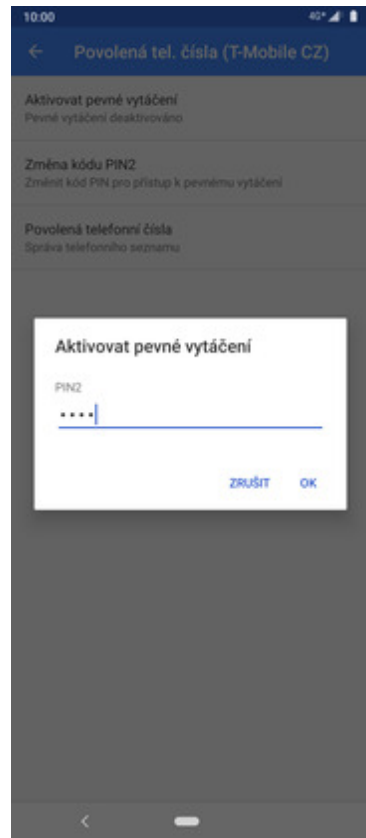 10:00 4G+
Povolená tel. čísla (T-Mobile CZ)
Aktivovat pevné vytáčení
Pevné vytáčení deaktivováno
Změna kódu PIN2
Změnit kód PIN pro přístup k pevnému vytáčení
Povolená telefonní čísla
Správa telefonního seznamu
Aktivovat pevné vytáčení
PIN2
····
ZRUŠIT OK